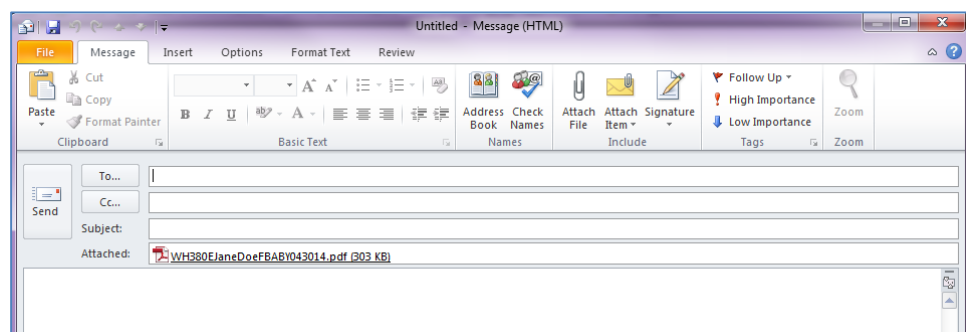 Untitled - Message (HTML)
File Message Insert Options Format Text Review
Cut
Copy
Format Painter
Paste
Clipboard
B I U A
Basic Text
Address Book
Check Names
Names
Attach File
Attach Item
Signature
Include
Follow Up
High Importance
Low Importance
Tags
Zoom
Zoom
To...
Send
Cc...
Subject:
Attached: WH380EJaneDoeFBABY043014.pdf (303 KB)